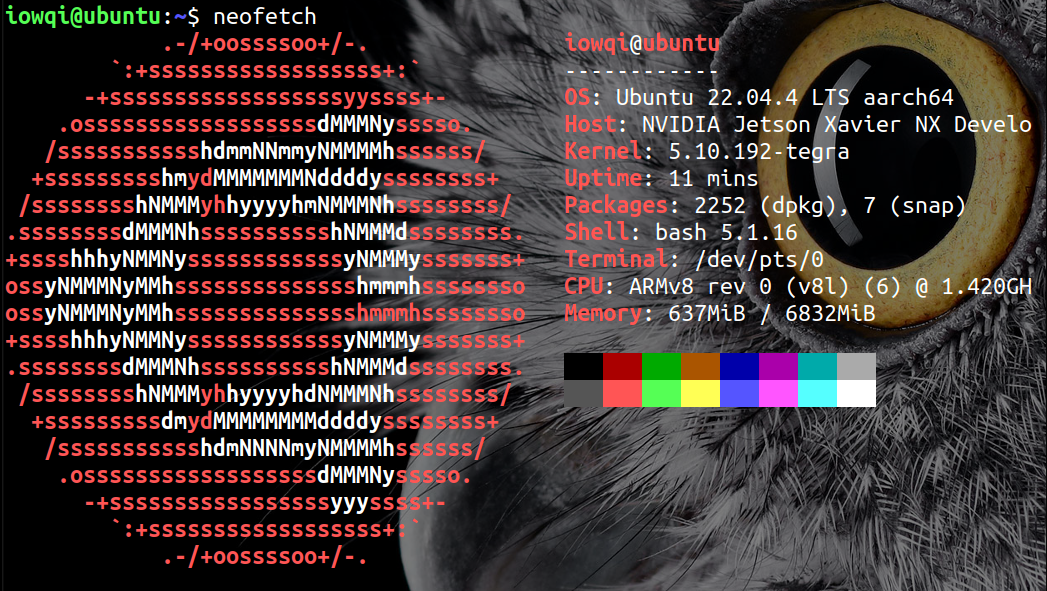 iowqi@ubuntu:~$ neofetch
            .-/+oossssoo+/-.               iowqi@ubuntu
        `:+ssssssssssssssssss+:`           ------------
      -+ssssssssssssssssssyyssss+-         OS: Ubuntu 22.04.4 LTS aarch64
    .ossssssssssssssssssdMMMNysssso.       Host: NVIDIA Jetson Xavier NX Develo
   /ssssssssssshdmmNNmmyNMMMMhssssss/      Kernel: 5.10.192-tegra
  +ssssssssshmydMMMMMMMNddddyssssssss+     Uptime: 11 mins
 /sssssssshNMMMyhhyyyyhmNMMMNhssssssss/    Packages: 2252 (dpkg), 7 (snap)
.ssssssssdMMMNhsssssssssshNMMMdssssssss.   Shell: bash 5.1.16
+sssshhhyNMMNyssssssssssssyNMMMysssssss+   Terminal: /dev/pts/0
ossyNMMMNyMMhsssssssssssssshmmmhssssssso   CPU: ARMv8 rev 0 (v8l) (6) @ 1.420GH
ossyNMMMNyMMhsssssssssssssshmmmhssssssso   Memory: 637MiB / 6832MiB
+sssshhhyNMMNyssssssssssssyNMMMysssssss+
.ssssssssdMMMNhsssssssssshNMMMdssssssss.
 /sssssssshNMMMyhhyyyyhdNMMMNhssssssss/
  +sssssssssdmydMMMMMMMMddddyssssssss+
   /ssssssssssshdmNNNNmyNMMMMhssssss/
    .ossssssssssssssssssdMMMNysssso.
      -+sssssssssssssssssyyyssss+-
        `:+ssssssssssssssssss+:`
            .-/+oossssoo+/-.